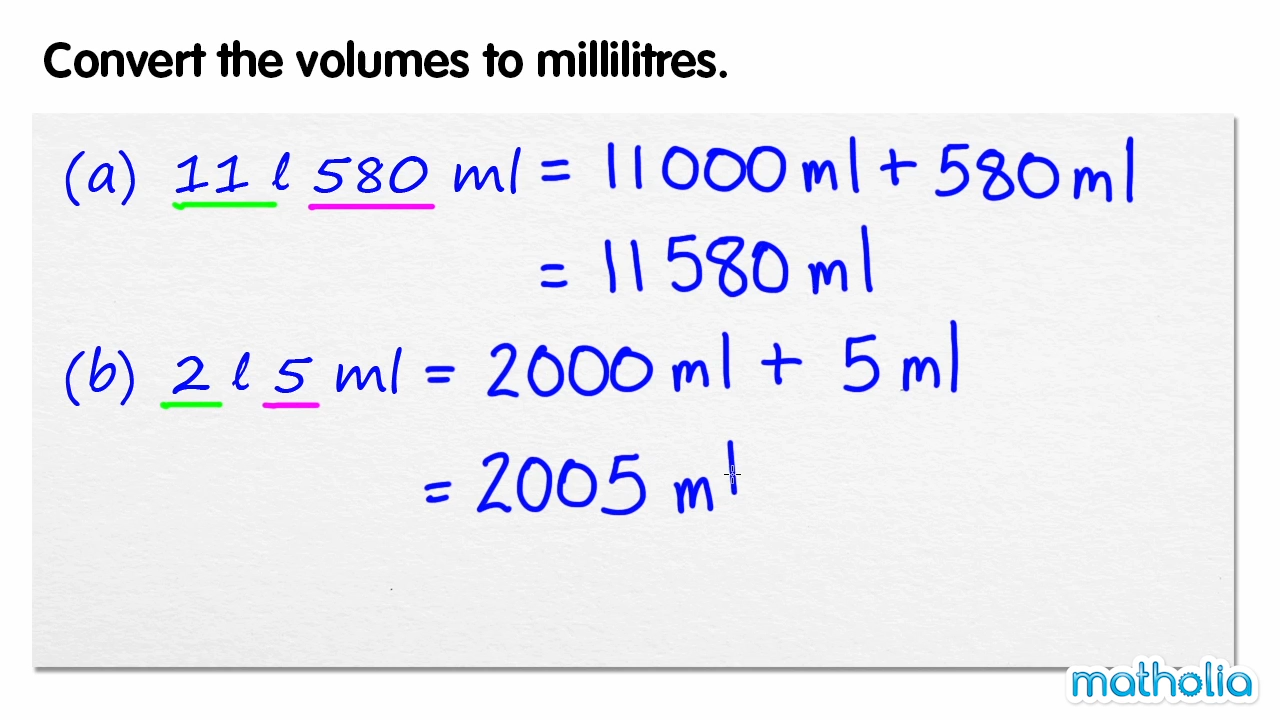 Convert the volumes to millilitres.
(a) 11 l 580 ml = 11000 ml + 580 ml
= 11580 ml
(b) 2 l 5 ml = 2000 ml + 5 ml
= 2005 ml
matholia